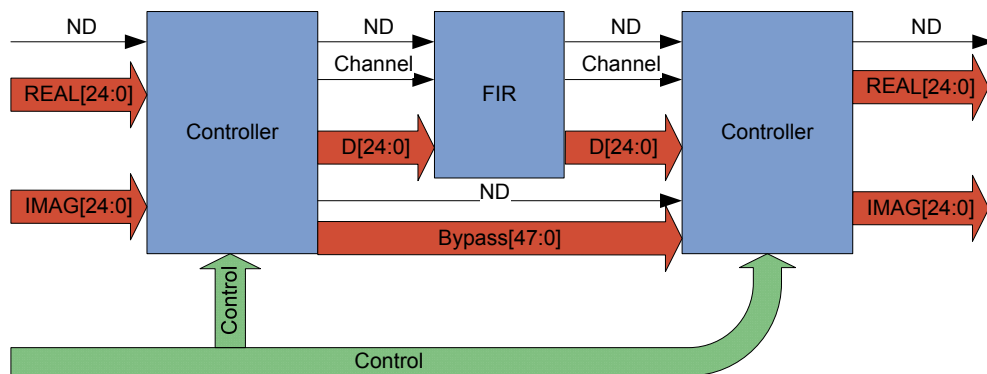 ND
ND
ND
ND
REAL[24:0]
Channel
Channel
REAL[24:0]
FIR
Controller
Controller
D[24:0]
D[24:0]
IMAG[24:0]
ND
IMAG[24:0]
Bypass[47:0]
Control
Control